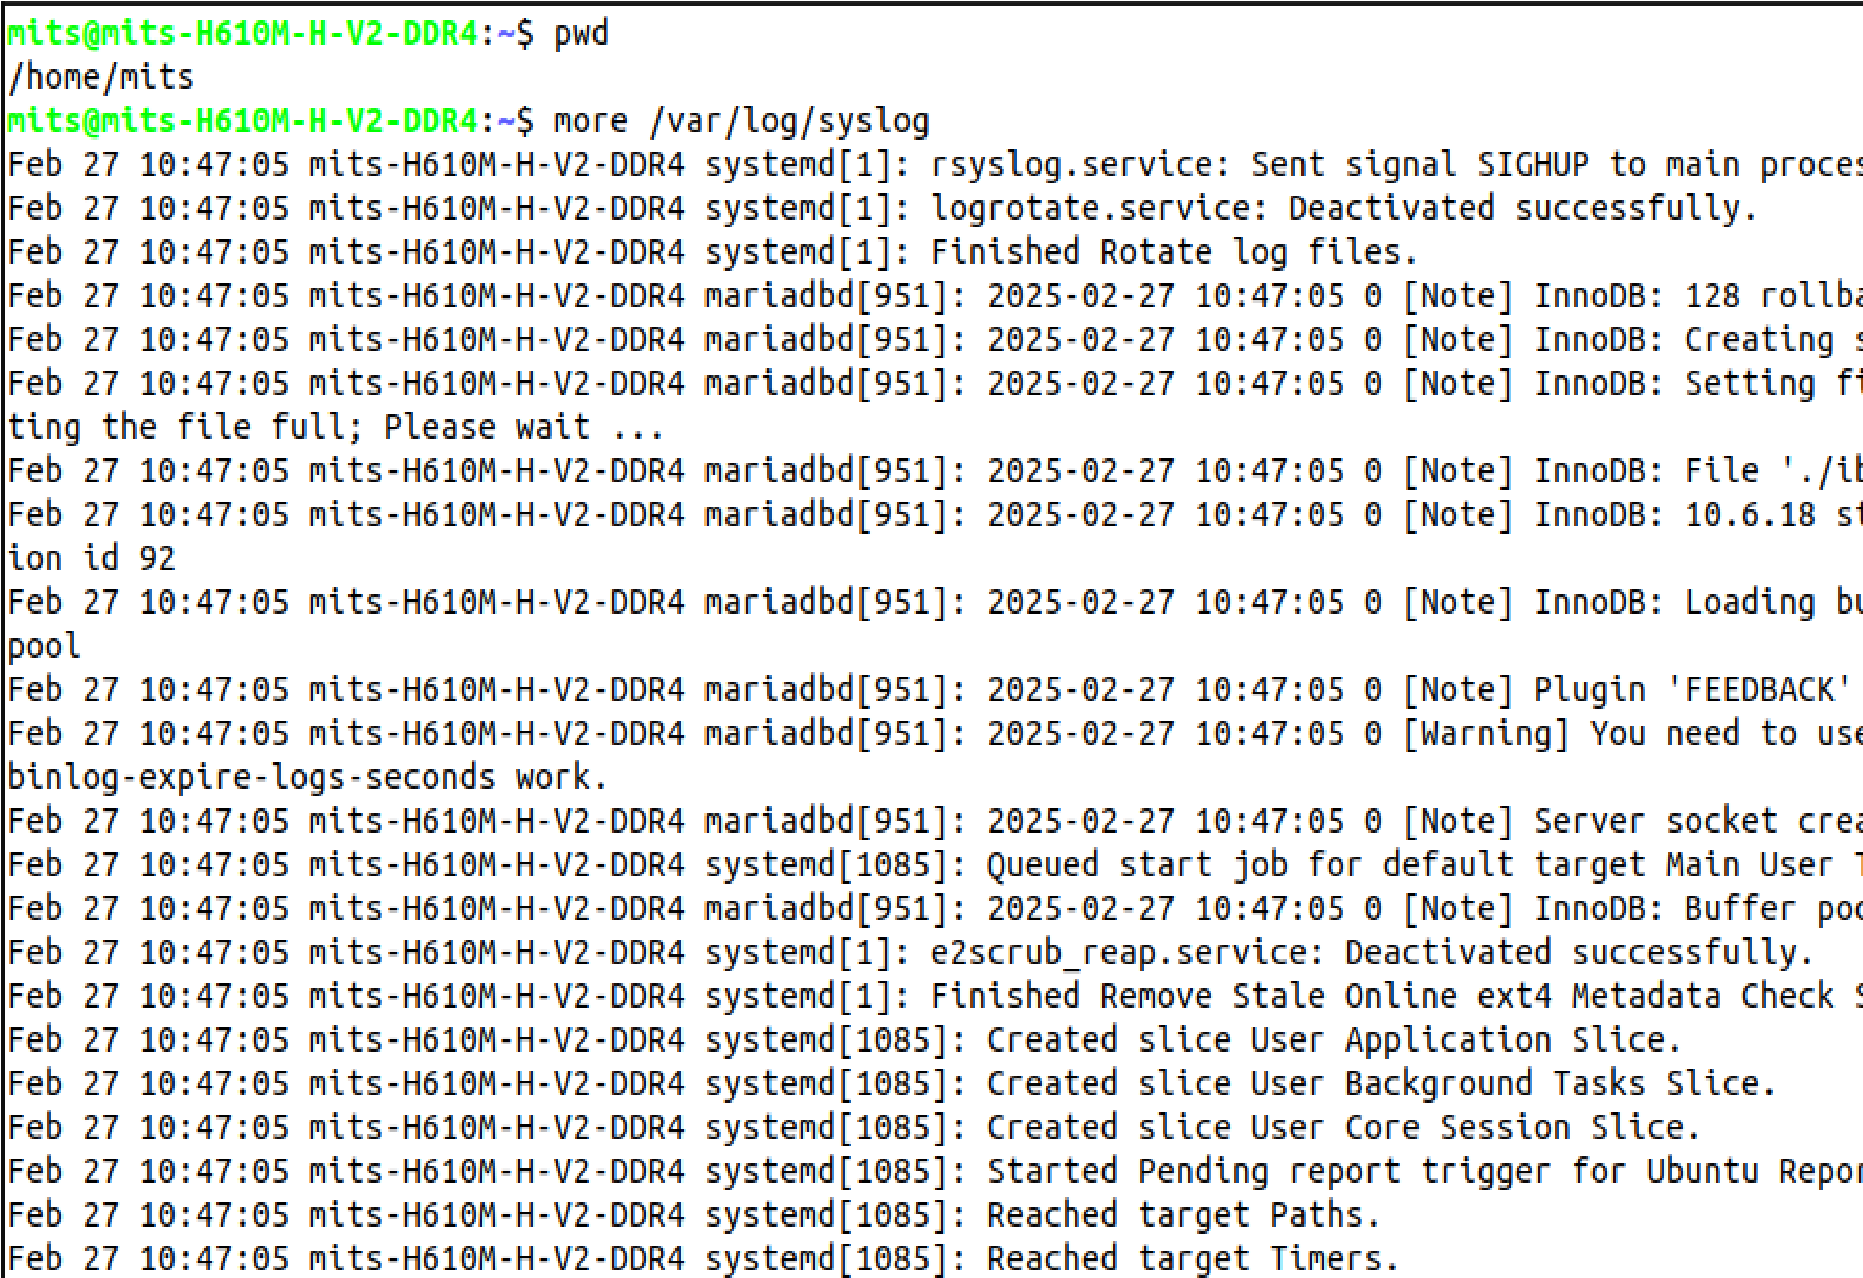 mits@mits-H610M-H-V2-DDR4:~$ pwd
/home/mits
mits@mits-H610M-H-V2-DDR4:~$ more /var/log/syslog
Feb 27 10:47:05 mits-H610M-H-V2-DDR4 systemd[1]: rsyslog.service: Sent signal SIGHUP to main proces
Feb 27 10:47:05 mits-H610M-H-V2-DDR4 systemd[1]: logrotate.service: Deactivated successfully.
Feb 27 10:47:05 mits-H610M-H-V2-DDR4 systemd[1]: Finished Rotate log files.
Feb 27 10:47:05 mits-H610M-H-V2-DDR4 mariadbd[951]: 2025-02-27 10:47:05 0 [Note] InnoDB: 128 rollba
Feb 27 10:47:05 mits-H610M-H-V2-DDR4 mariadbd[951]: 2025-02-27 10:47:05 0 [Note] InnoDB: Creating s
Feb 27 10:47:05 mits-H610M-H-V2-DDR4 mariadbd[951]: 2025-02-27 10:47:05 0 [Note] InnoDB: Setting fi
ting the file full; Please wait ...
Feb 27 10:47:05 mits-H610M-H-V2-DDR4 mariadbd[951]: 2025-02-27 10:47:05 0 [Note] InnoDB: File './ib
Feb 27 10:47:05 mits-H610M-H-V2-DDR4 mariadbd[951]: 2025-02-27 10:47:05 0 [Note] InnoDB: 10.6.18 st
ion id 92
Feb 27 10:47:05 mits-H610M-H-V2-DDR4 mariadbd[951]: 2025-02-27 10:47:05 0 [Note] InnoDB: Loading bu
pool
Feb 27 10:47:05 mits-H610M-H-V2-DDR4 mariadbd[951]: 2025-02-27 10:47:05 0 [Note] Plugin 'FEEDBACK'
Feb 27 10:47:05 mits-H610M-H-V2-DDR4 mariadbd[951]: 2025-02-27 10:47:05 0 [Warning] You need to use
binlog-expire-logs-seconds work.
Feb 27 10:47:05 mits-H610M-H-V2-DDR4 mariadbd[951]: 2025-02-27 10:47:05 0 [Note] Server socket crea
Feb 27 10:47:05 mits-H610M-H-V2-DDR4 systemd[1085]: Queued start job for default target Main User T
Feb 27 10:47:05 mits-H610M-H-V2-DDR4 mariadbd[951]: 2025-02-27 10:47:05 0 [Note] InnoDB: Buffer poo
Feb 27 10:47:05 mits-H610M-H-V2-DDR4 systemd[1]: e2scrub_reap.service: Deactivated successfully.
Feb 27 10:47:05 mits-H610M-H-V2-DDR4 systemd[1]: Finished Remove Stale Online ext4 Metadata Check S
Feb 27 10:47:05 mits-H610M-H-V2-DDR4 systemd[1085]: Created slice User Application Slice.
Feb 27 10:47:05 mits-H610M-H-V2-DDR4 systemd[1085]: Created slice User Background Tasks Slice.
Feb 27 10:47:05 mits-H610M-H-V2-DDR4 systemd[1085]: Created slice User Core Session Slice.
Feb 27 10:47:05 mits-H610M-H-V2-DDR4 systemd[1085]: Started Pending report trigger for Ubuntu Repor
Feb 27 10:47:05 mits-H610M-H-V2-DDR4 systemd[1085]: Reached target Paths.
Feb 27 10:47:05 mits-H610M-H-V2-DDR4 systemd[1085]: Reached target Timers.